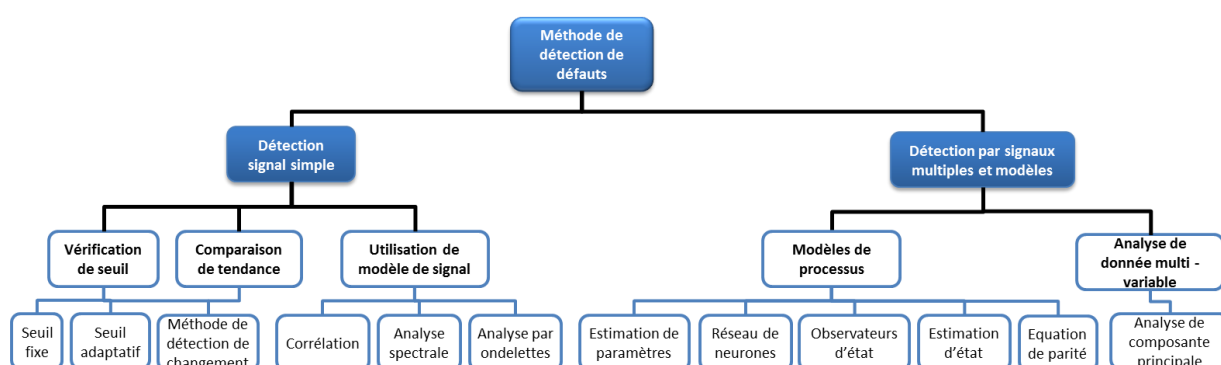 Méthode de
détection de
défauts
Détection
signal simple
Détection par signaux
multiples et modèles
Vérification
de seuil
Comparaison
de tendance
Utilisation de
modèle de signal
Modèles de
processus
Analyse de
donnée multi -
variable
Seuil
fixe
Seuil
adaptatif
Méthode de
détection de
changement
Corrélation
Analyse
spectrale
Analyse par
ondelettes
Estimation de
paramètres
Réseau de
neurones
Observateurs
d'état
Estimation
d'état
Equation
de parité
Analyse de
composante
principale